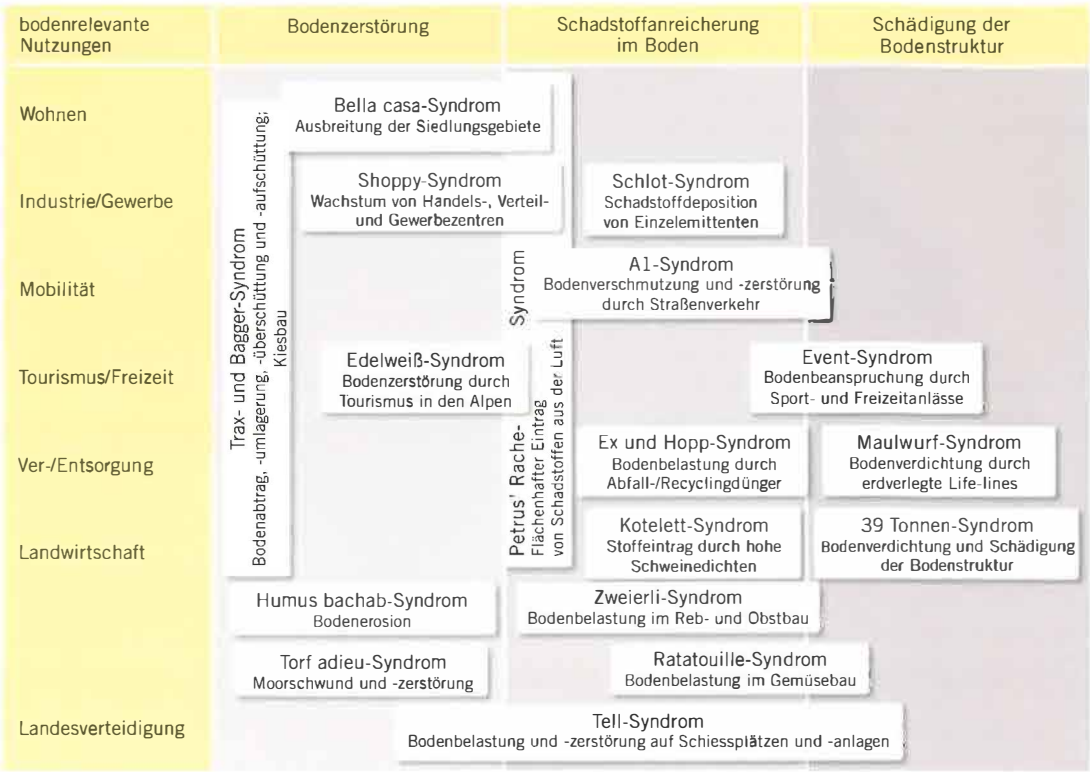 bodenrelevante
Nutzungen
Bodenzerstörung
Schadstoffanreicherung
im Boden
Schädigung der
Bodenstruktur
Wohnen
Bella casa-Syndrom
Ausbreitung der Siedlungsgebiete
Trax- und Bagger-Syndrom
Bodenabtrag, -umlagerung, -überschüttung und -aufschüttung;
Kiesbau
Industrie/Gewerbe
Shoppy-Syndrom
Wachstum von Handels-, Verteil-
und Gewerbezentren
Schlot-Syndrom
Schadstoffdeposition
von Einzelemittenten
Petrus' Rache-Syndrom
Flächenhafter Eintrag
von Schadstoffen aus der Luft
Mobilität
A1-Syndrom
Bodenverschmutzung und -zerstörung
durch Straßenverkehr
Tourismus/Freizeit
Edelweiß-Syndrom
Bodenzerstörung durch
Tourismus in den Alpen
Event-Syndrom
Bodenbeanspruchung durch
Sport- und Freizeitanlässe
Ver-/Entsorgung
Ex und Hopp-Syndrom
Bodenbelastung durch
Abfall-/Recyclingdünger
Maulwurf-Syndrom
Bodenverdichtung durch
erdverlegte Life-lines
Landwirtschaft
Kotelett-Syndrom
Stoffeintrag durch hohe
Schweinedichten
39 Tonnen-Syndrom
Bodenverdichtung und Schädigung
der Bodenstruktur
Humus bachab-Syndrom
Bodenerosion
Zweierli-Syndrom
Bodenbelastung im Reb- und Obstbau
Torf adieu-Syndrom
Moorschwund und -zerstörung
Ratatouille-Syndrom
Bodenbelastung im Gemüsebau
Landesverteidigung
Tell-Syndrom
Bodenbelastung und -zerstörung auf Schiessplätzen und -anlagen